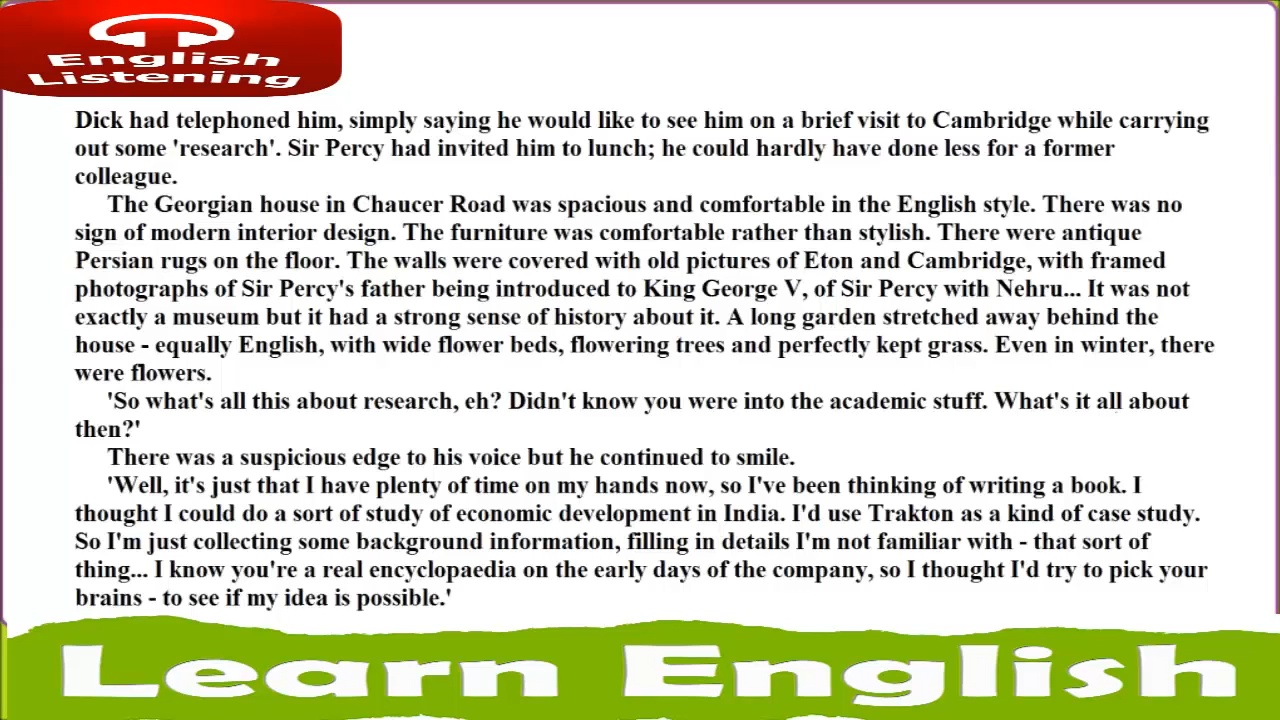 English
Listening
Dick had telephoned him, simply saying he would like to see him on a brief visit to Cambridge while carrying
out some 'research'. Sir Percy had invited him to lunch; he could hardly have done less for a former
colleague.
The Georgian house in Chaucer Road was spacious and comfortable in the English style. There was no
sign of modern interior design. The furniture was comfortable rather than stylish. There were antique
Persian rugs on the floor. The walls were covered with old pictures of Eton and Cambridge, with framed
photographs of Sir Percy's father being introduced to King George V, of Sir Percy with Nehru... It was not
exactly a museum but it had a strong sense of history about it. A long garden stretched away behind the
house - equally English, with wide flower beds, flowering trees and perfectly kept grass. Even in winter, there
were flowers.
'So what's all this about research, eh? Didn't know you were into the academic stuff. What's it all about
then?'
There was a suspicious edge to his voice but he continued to smile.
'Well, it's just that I have plenty of time on my hands now, so I've been thinking of writing a book. I
thought I could do a sort of study of economic development in India. I'd use Trakton as a kind of case study.
So I'm just collecting some background information, filling in details I'm not familiar with - that sort of
thing... I know you're a real encyclopaedia on the early days of the company, so I thought I'd try to pick your
brains - to see if my idea is possible.'
Learn English